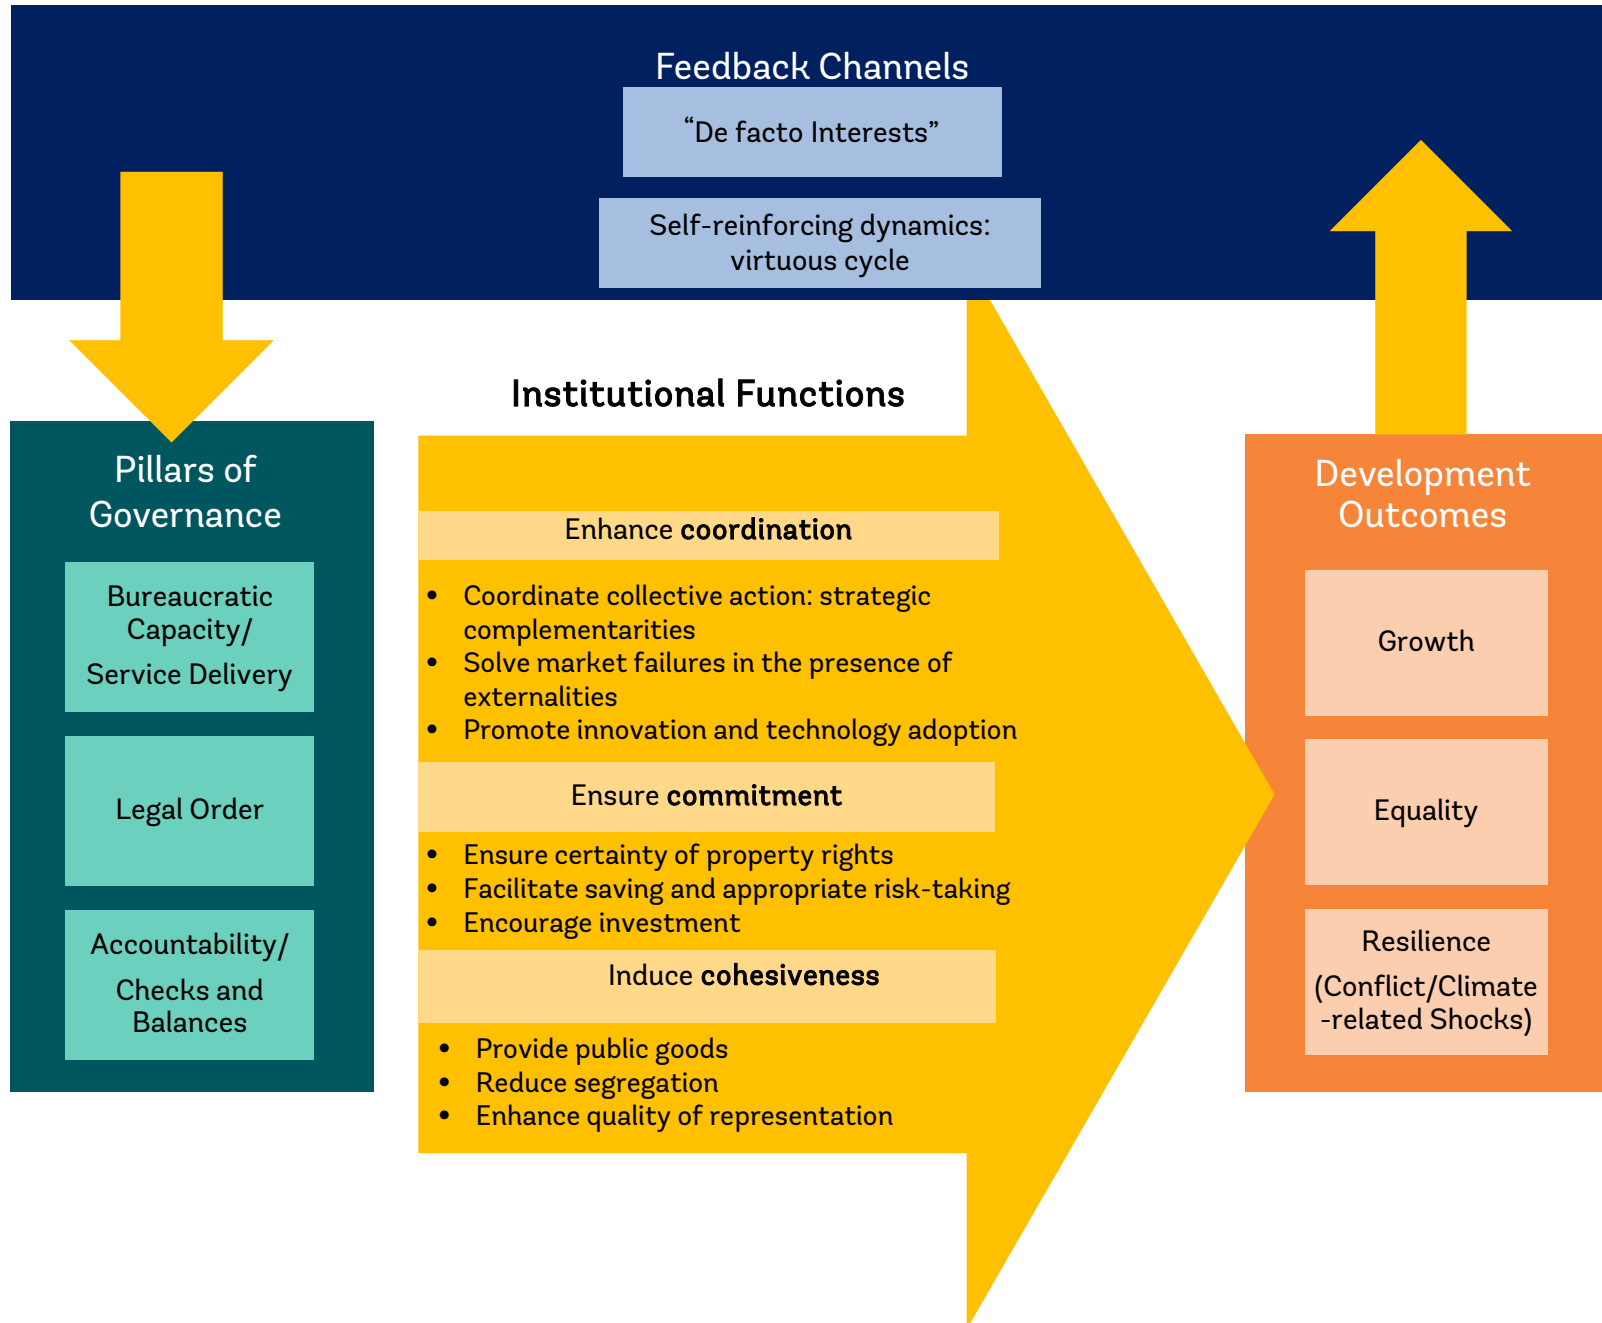 Feedback Channels
“De facto Interests”
Self-reinforcing dynamics:
virtuous cycle
Institutional Functions
Pillars of
Governance
Bureaucratic
Capacity/
Service Delivery
Legal Order
Accountability/
Checks and
Balances
Enhance coordination
• Coordinate collective action: strategic
complementarities
• Solve market failures in the presence of
externalities
• Promote innovation and technology adoption
Ensure commitment
• Ensure certainty of property rights
• Facilitate saving and appropriate risk-taking
• Encourage investment
Induce cohesiveness
• Provide public goods
• Reduce segregation
• Enhance quality of representation
Development
Outcomes
Growth
Equality
Resilience
(Conflict/Climate
-related Shocks)